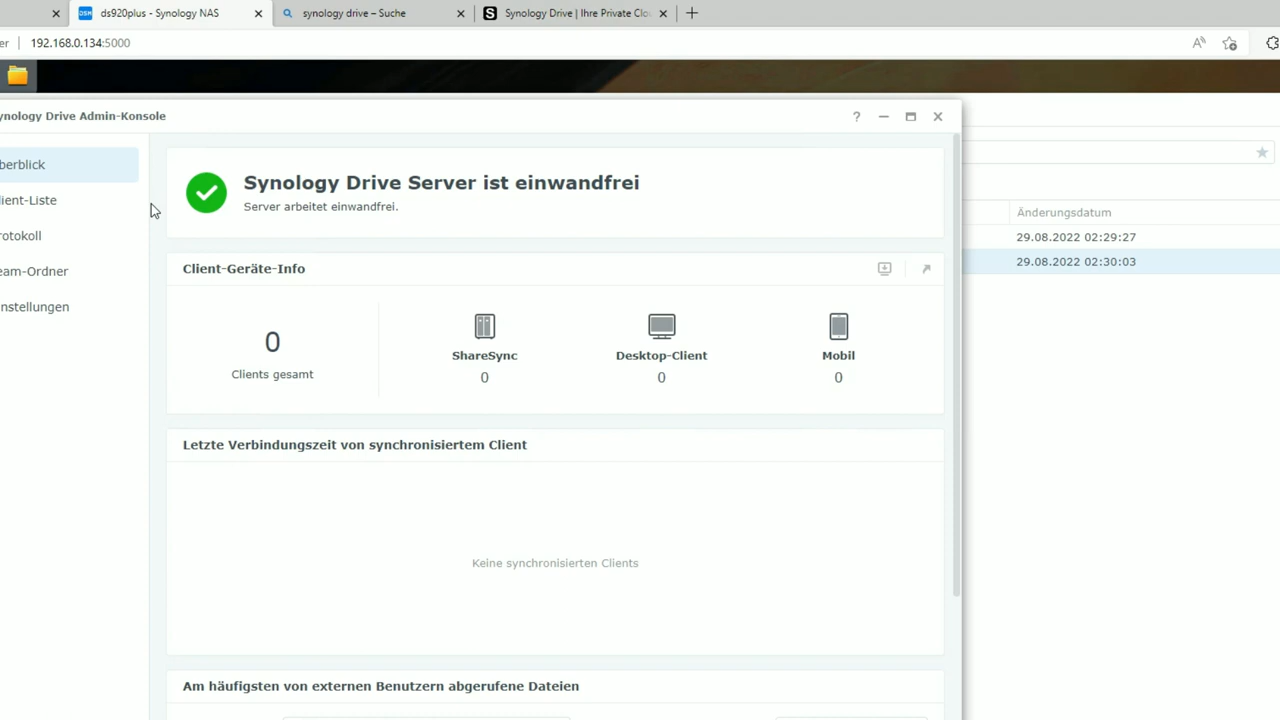 ds920plus - Synology NAS
synology drive – Suche
Synology Drive | Ihre Private Clo
er
192.168.0.134:5000
ynology Drive Admin-Konsole
berblick
lient-Liste
rotokoll
eam-Ordner
instellungen
Synology Drive Server ist einwandfrei
Server arbeitet einwandfrei.
Client-Geräte-Info
0
Clients gesamt
ShareSync
0
Desktop-Client
0
Mobil
0
Letzte Verbindungszeit von synchronisiertem Client
Keine synchronisierten Clients
Am häufigsten von externen Benutzern abgerufene Dateien
Änderungsdatum
29.08.2022 02:29:27
29.08.2022 02:30:03